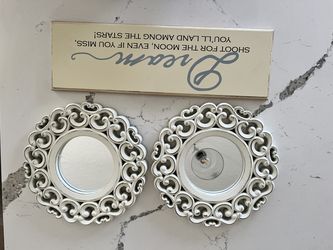 Dream
SHOOT FOR THE MOON, EVEN IF YOU MISS,
YOU'LL LAND AMONG THE STARS!